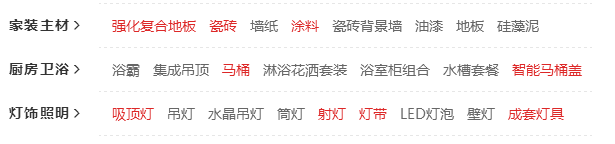 家装主材 > 强化复合地板 瓷砖 墙纸 涂料 瓷砖背景墙 油漆 地板 硅藻泥
厨房卫浴 > 浴霸 集成吊顶 马桶 淋浴花洒套装 浴室柜组合 水槽套餐 智能马桶盖
灯饰照明 > 吸顶灯 吊灯 水晶吊灯 筒灯 射灯 灯带 LED灯泡 壁灯 成套灯具